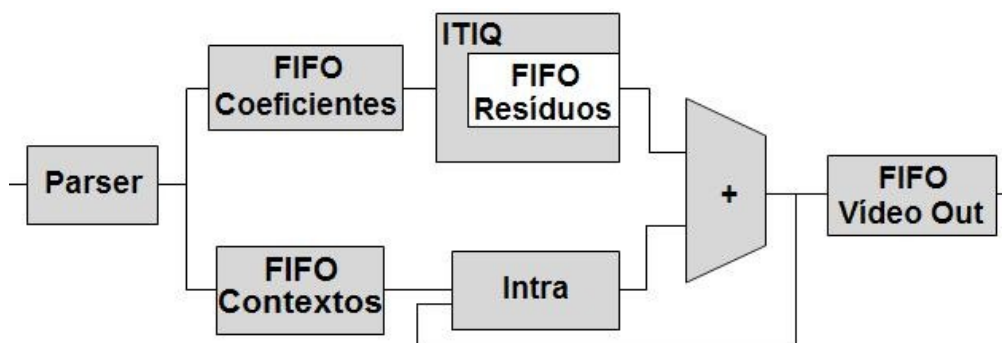 Parser
FIFO
Coeficientes
ITIQ
FIFO
Resíduos
FIFO
Contextos
Intra
+
FIFO
Vídeo Out